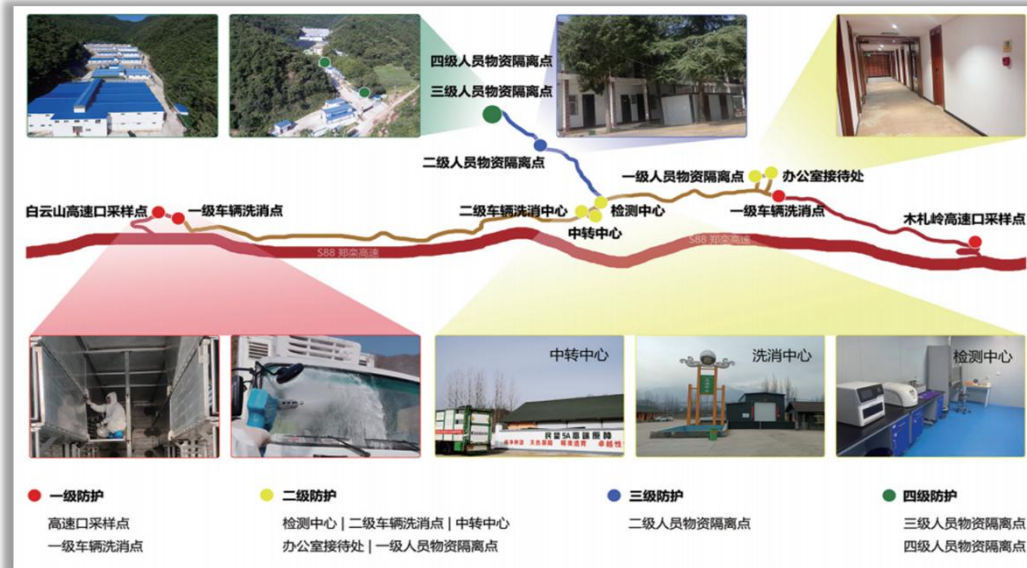 四级人员物资隔离点
三级人员物资隔离点
二级人员物资隔离点
一级人员物资隔离点
办公室接待处
白云山高速口采样点
一级车辆洗消点
二级车辆洗消中心
检测中心
一级车辆洗消点
木札岭高速口采样点
中转中心
S88 郑栾高速
S88 郑栾高速
中转中心
洗消中心
检测中心
一级防护
二级防护
三级防护
四级防护
高速口采样点
检测中心 | 二级车辆洗消点 | 中转中心
二级人员物资隔离点
三级人员物资隔离点
一级车辆洗消点
办公室接待处 | 一级人员物资隔离点
四级人员物资隔离点